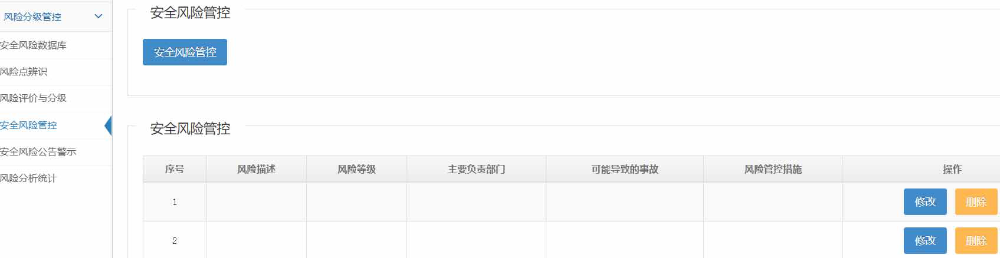 风险分级管控
安全风险数据库
风险点辨识
风险评价与分级
安全风险管控
安全风险公告警示
风险分析统计
安全风险管控
安全风险管控
安全风险管控
序号 风险描述 风险等级 主要负责部门 可能导致的事故 风险管控措施 操作
1 修改 删除
2 修改 删除